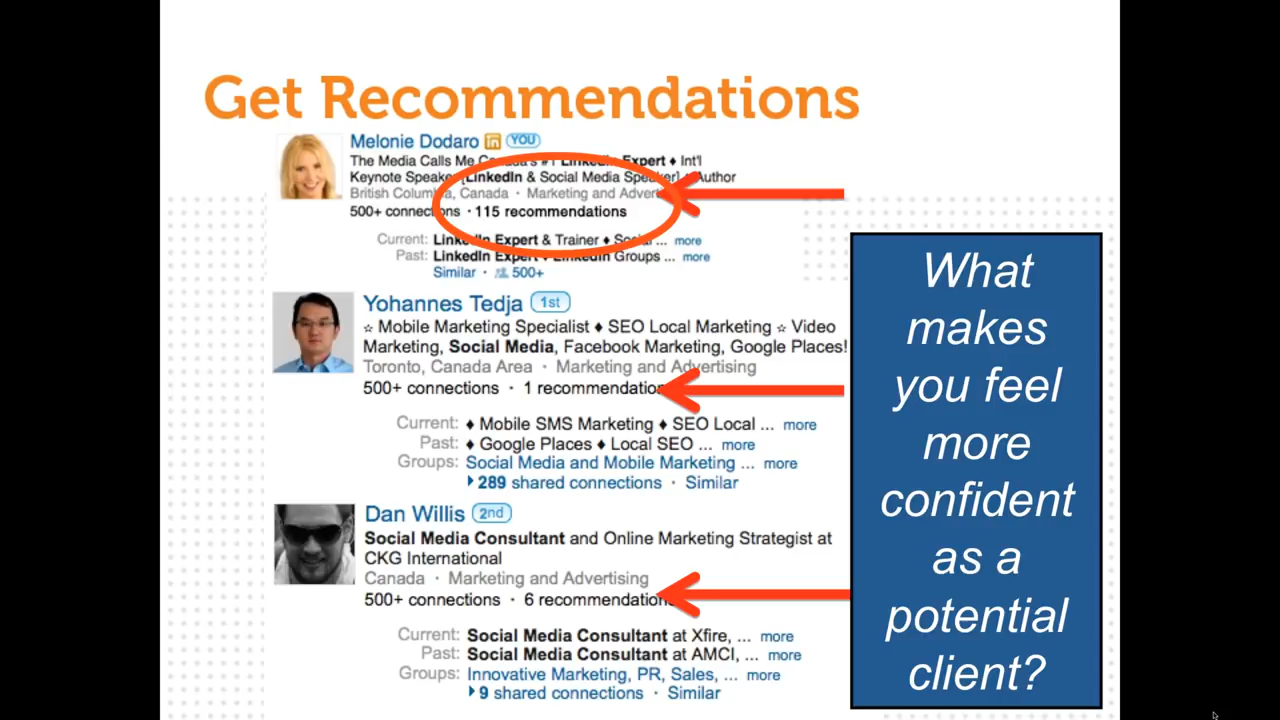 Get Recommendations
Melonie Dodaro in YOU
The Media Calls Me Canada's #1 LinkedIn Expert ♦ Int'l
Keynote Speaker [LinkedIn & Social Media Speaker] ♦ Author
British Columbia, Canada · Marketing and Advert
500+ connections · 115 recommendations
Current: LinkedIn Expert & Trainer ♦ Social ... more
Past: LinkedIn Expert ♦ LinkedIn Groups ... more
Similar · 500+
Yohannes Tedja 1st
☆ Mobile Marketing Specialist ♦ SEO Local Marketing ☆ Video
Marketing, Social Media, Facebook Marketing, Google Places!
Toronto, Canada Area · Marketing and Advertising
500+ connections · 1 recommendation
Current: ♦ Mobile SMS Marketing ♦ SEO Local ... more
Past: ♦ Google Places ♦ Local SEO ... more
Groups: Social Media and Mobile Marketing ... more
289 shared connections · Similar
Dan Willis 2nd
Social Media Consultant and Online Marketing Strategist at
CKG International
Canada · Marketing and Advertising
500+ connections · 6 recommendations
Current: Social Media Consultant at Xfire, ... more
Past: Social Media Consultant at AMCI, ... more
Groups: Innovative Marketing, PR, Sales, ... more
9 shared connections · Similar
What
makes
you feel
more
confident
as a
potential
client?